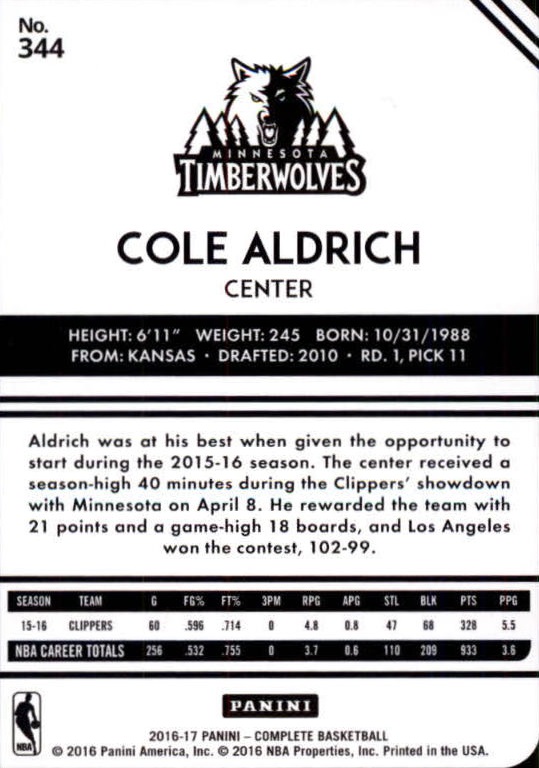 No.
344
MINNESOTA
TIMBERWOLVES
COLE ALDRICH
CENTER
HEIGHT: 6'11" WEIGHT: 245 BORN: 10/31/1988
FROM: KANSAS · DRAFTED: 2010 · RD. 1, PICK 11
Aldrich was at his best when given the opportunity to
start during the 2015-16 season. The center received a
season-high 40 minutes during the Clippers' showdown
with Minnesota on April 8. He rewarded the team with
21 points and a game-high 18 boards, and Los Angeles
won the contest, 102-99.
SEASON TEAM G FG% FT% 3PM RPG APG STL BLK PTS PPG
15-16 CLIPPERS 60 .596 .714 0 4.8 0.8 47 68 328 5.5
NBA CAREER TOTALS 256 .532 .755 0 3.7 0.6 110 209 933 3.6
PANINI
NBA
2016-17 PANINI – COMPLETE BASKETBALL
© 2016 Panini America, Inc. © 2016 NBA Properties, Inc. Printed in the USA.